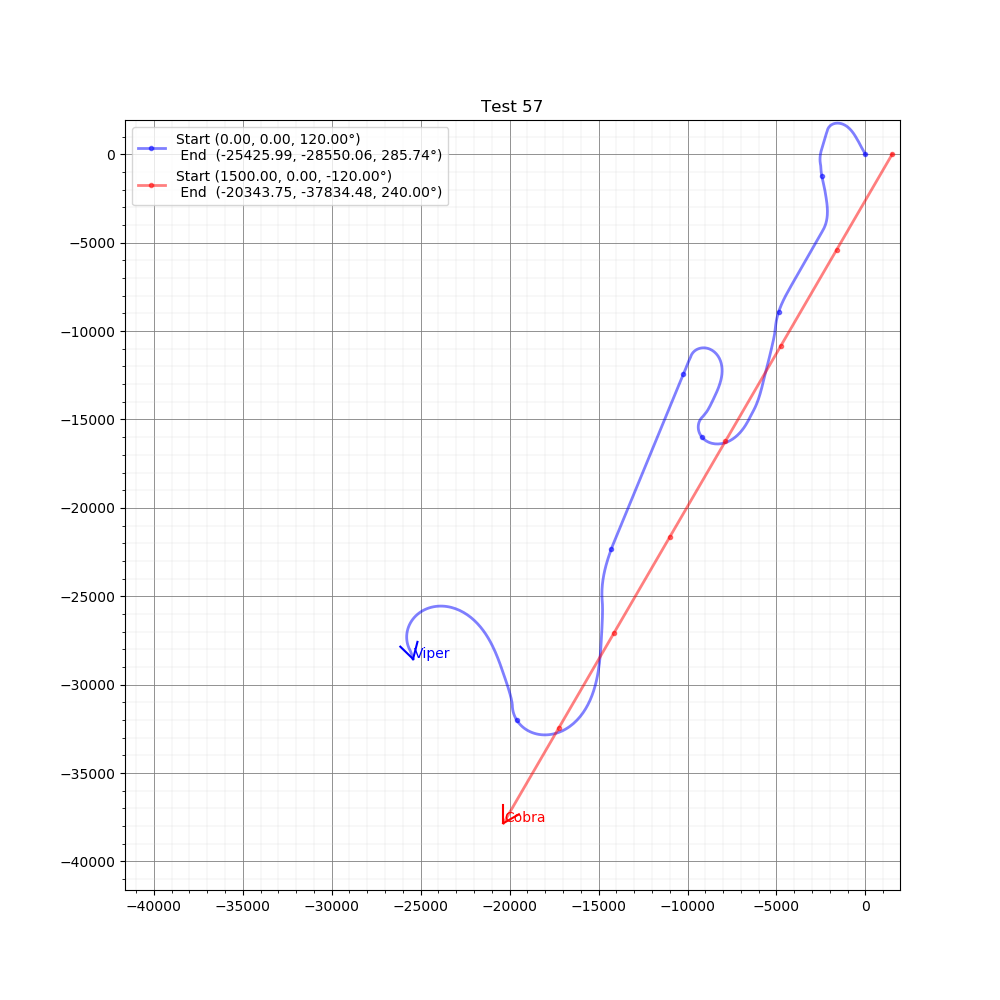 Test 57
Start (0.00, 0.00, 120.00°)
End (-25425.99, -28550.06, 285.74°)
Start (1500.00, 0.00, -120.00°)
End (-20343.75, -37834.48, 240.00°)
0
−5000
−10000
−15000
−20000
−25000
−30000
−35000
−40000
Viper
Cobra
−40000 −35000 −30000 −25000 −20000 −15000 −10000 −5000 0